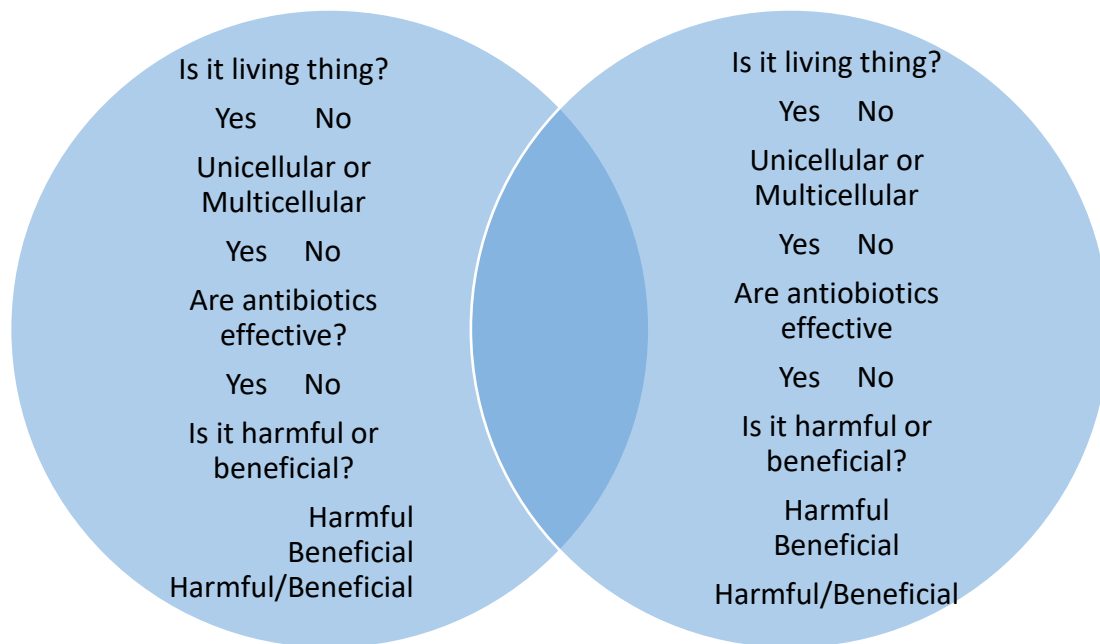 Is it living thing?
Yes No
Unicellular or
Multicellular
Yes No
Are antibiotics
effective?
Yes No
Is it harmful or
beneficial?
Harmful
Beneficial
Harmful/Beneficial
Is it living thing?
Yes No
Unicellular or
Multicellular
Yes No
Are antiobiotics
effective
Yes No
Is it harmful or
beneficial?
Harmful
Beneficial
Harmful/Beneficial